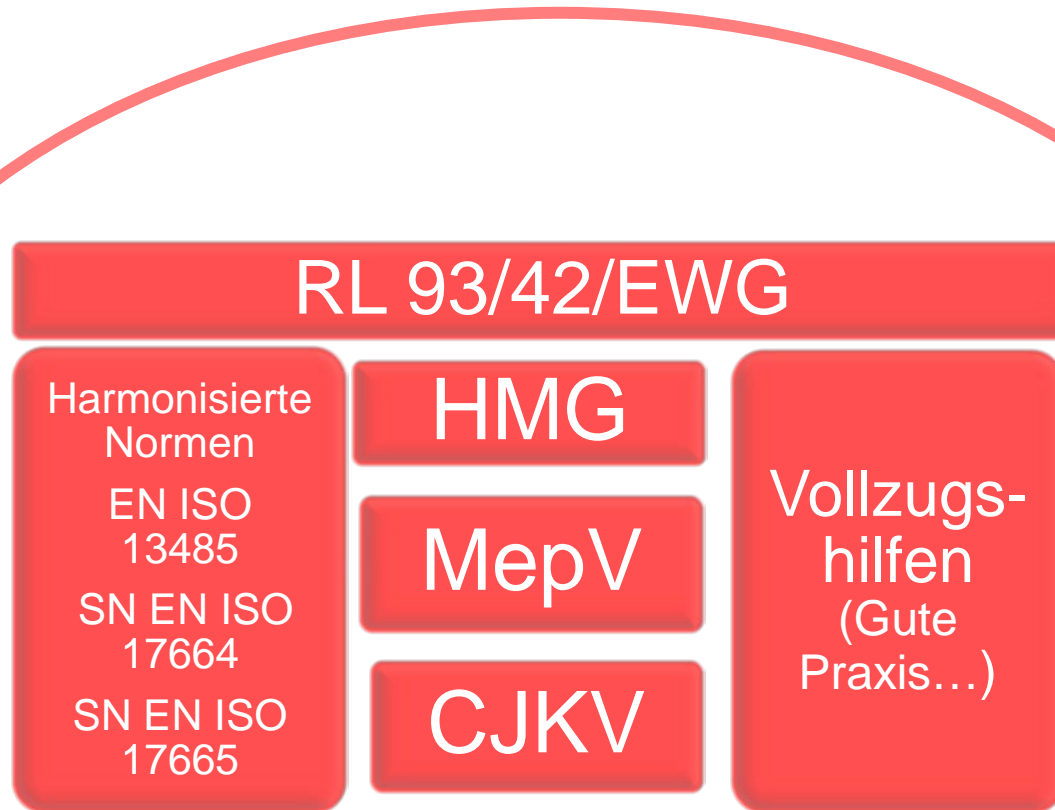 RL 93/42/EWG
Harmonisierte
Normen
EN ISO
13485
SN EN ISO
17664
SN EN ISO
17665
HMG
MepV
CJKV
Vollzugs-
hilfen
(Gute
Praxis…)